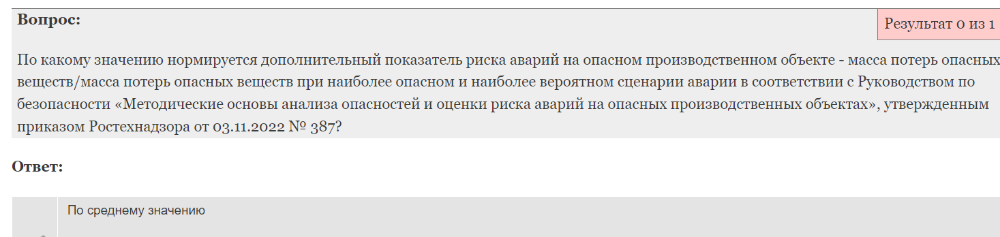 Вопрос:
Результат 0 из 1
По какому значению нормируется дополнительный показатель риска аварий на опасном производственном объекте - масса потерь опасных
веществ/масса потерь опасных веществ при наиболее опасном и наиболее вероятном сценарии аварии в соответствии с Руководством по
безопасности «Методические основы анализа опасностей и оценки риска аварий на опасных производственных объектах», утвержденным
приказом Ростехнадзора от 03.11.2022 № 387?
Ответ:
По среднему значению